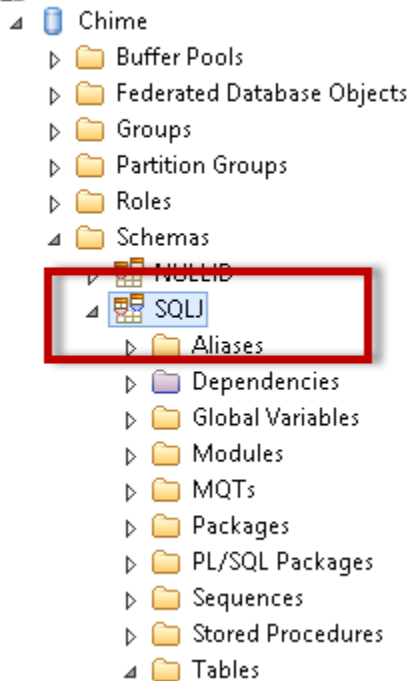 Chime
Buffer Pools
Federated Database Objects
Groups
Partition Groups
Roles
Schemas
NULLID
SQLJ
Aliases
Dependencies
Global Variables
Modules
MQTs
Packages
PL/SQL Packages
Sequences
Stored Procedures
Tables